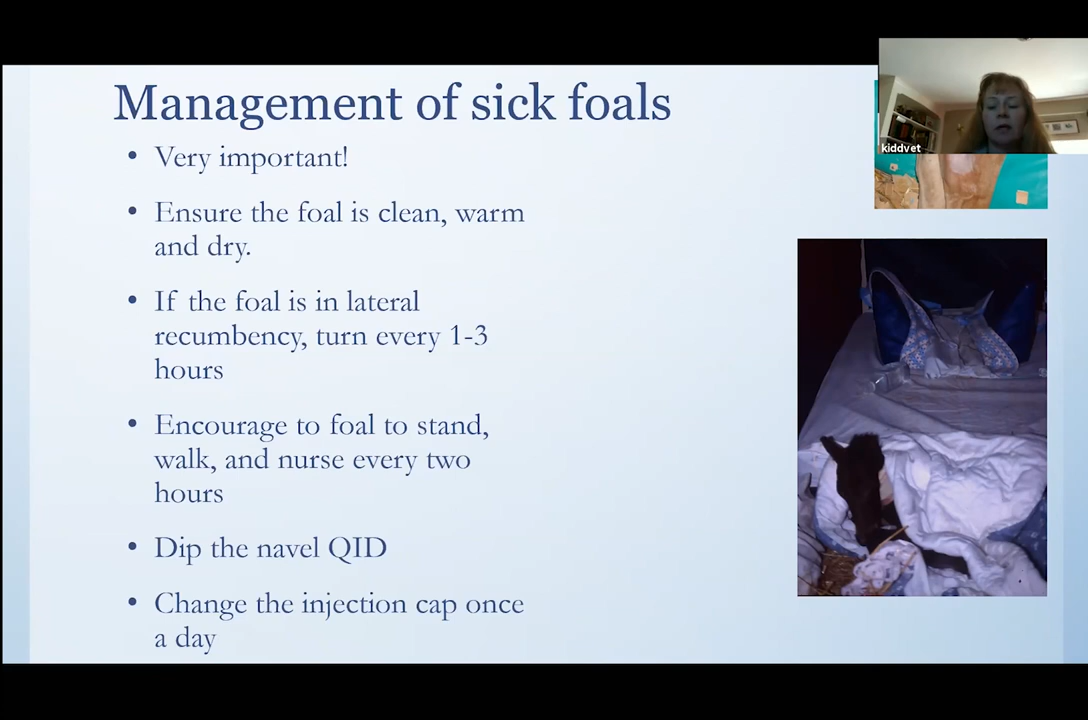 Management of sick foals
kiddvet
• Very important!
• Ensure the foal is clean, warm
and dry.
• If the foal is in lateral
recumbency, turn every 1-3
hours
• Encourage to foal to stand,
walk, and nurse every two
hours
• Dip the navel QID
• Change the injection cap once
a day